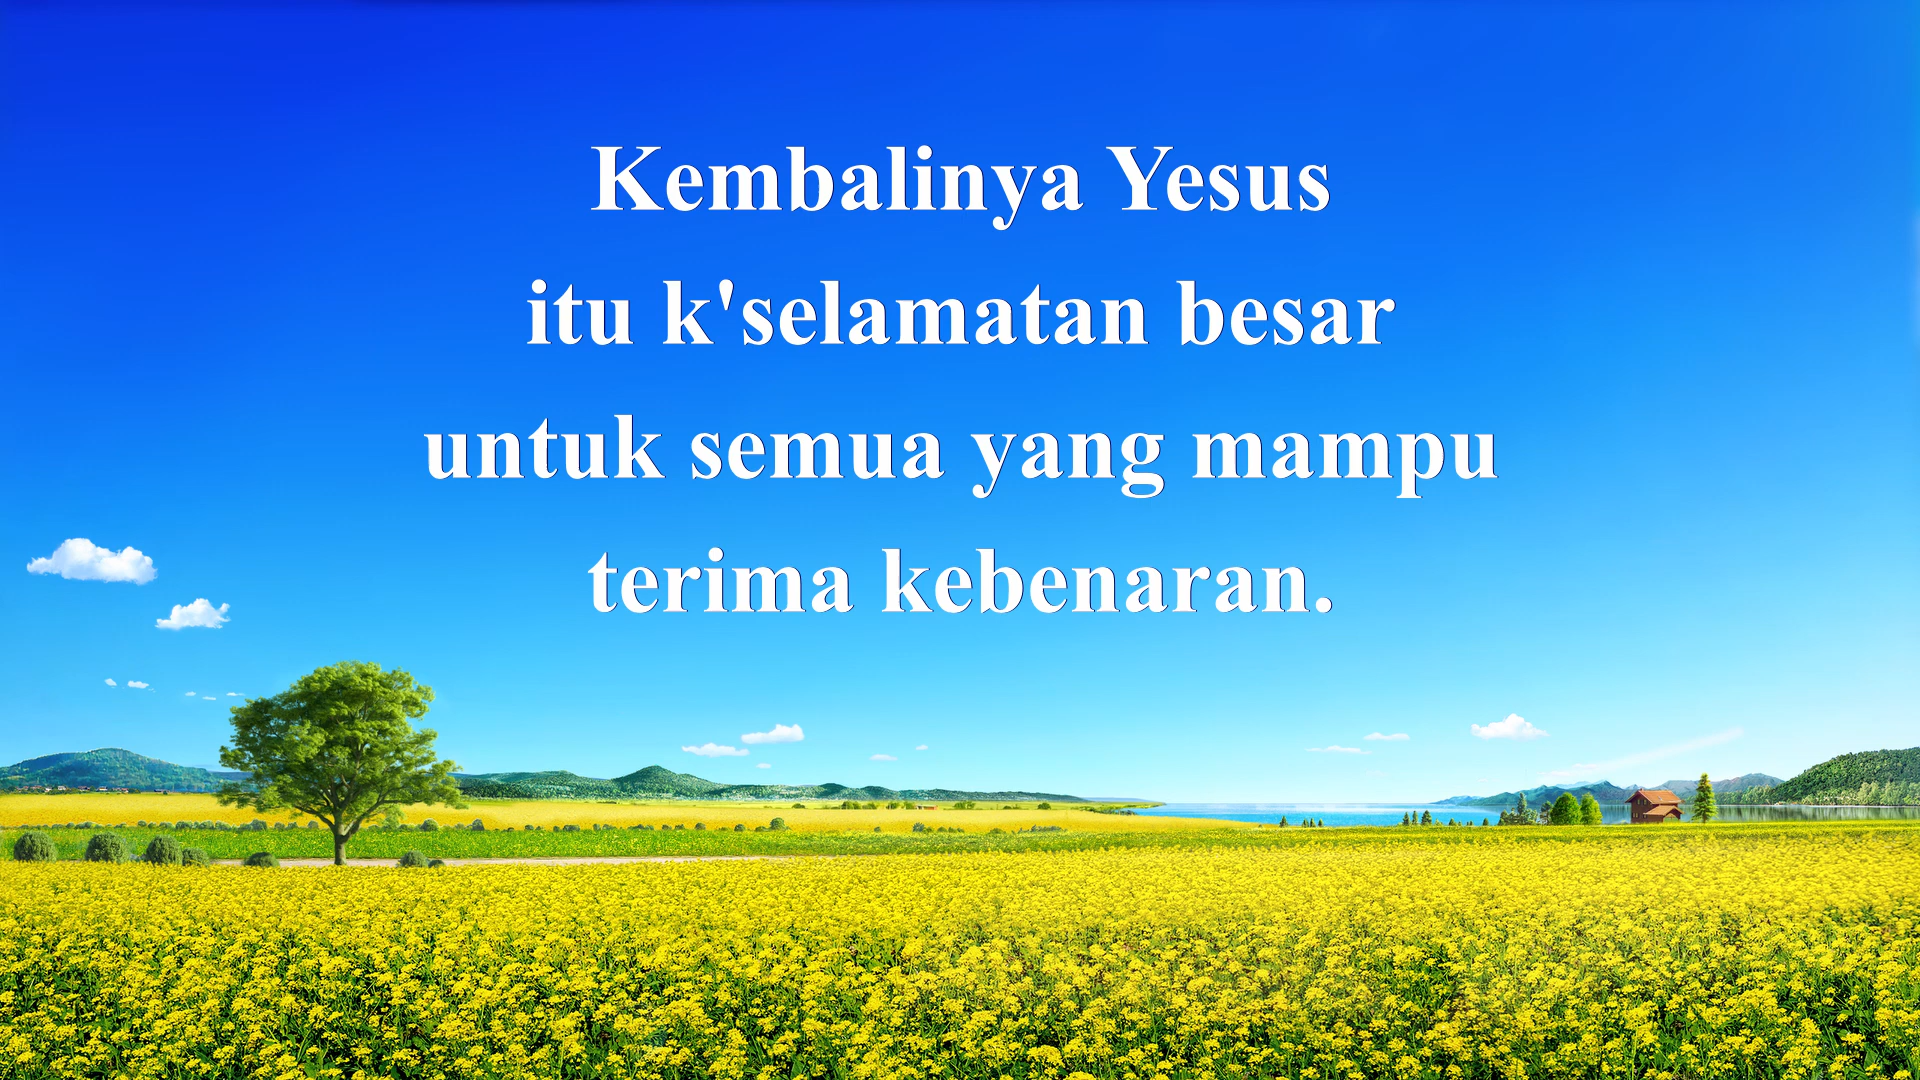 Kembalinya Yesus
itu k'selamatan besar
untuk semua yang mampu
terima kebenaran.